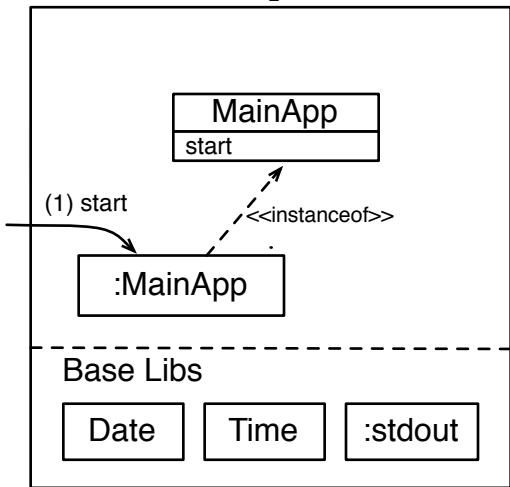 MainApp
start
(1) start
<<instanceof>>
:MainApp
Base Libs
Date
Time
:stdout